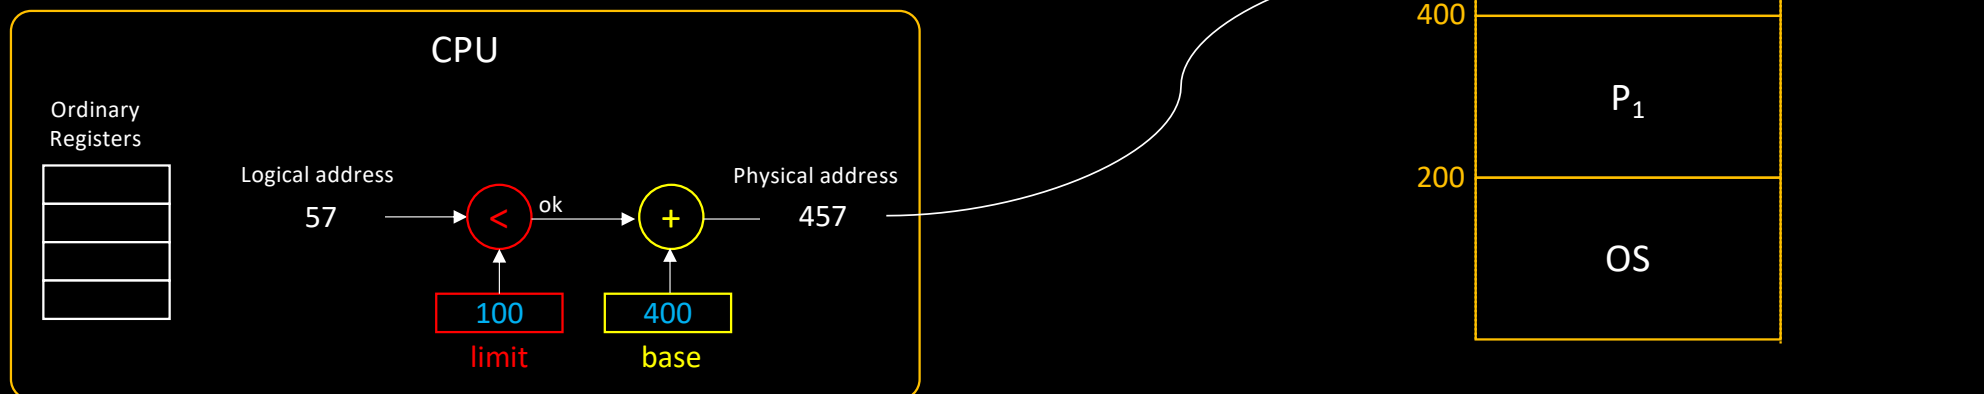 CPU
Ordinary
Registers
Logical address
57
<
ok
+
Physical address
457
100
limit
400
base
400
P₁
200
OS